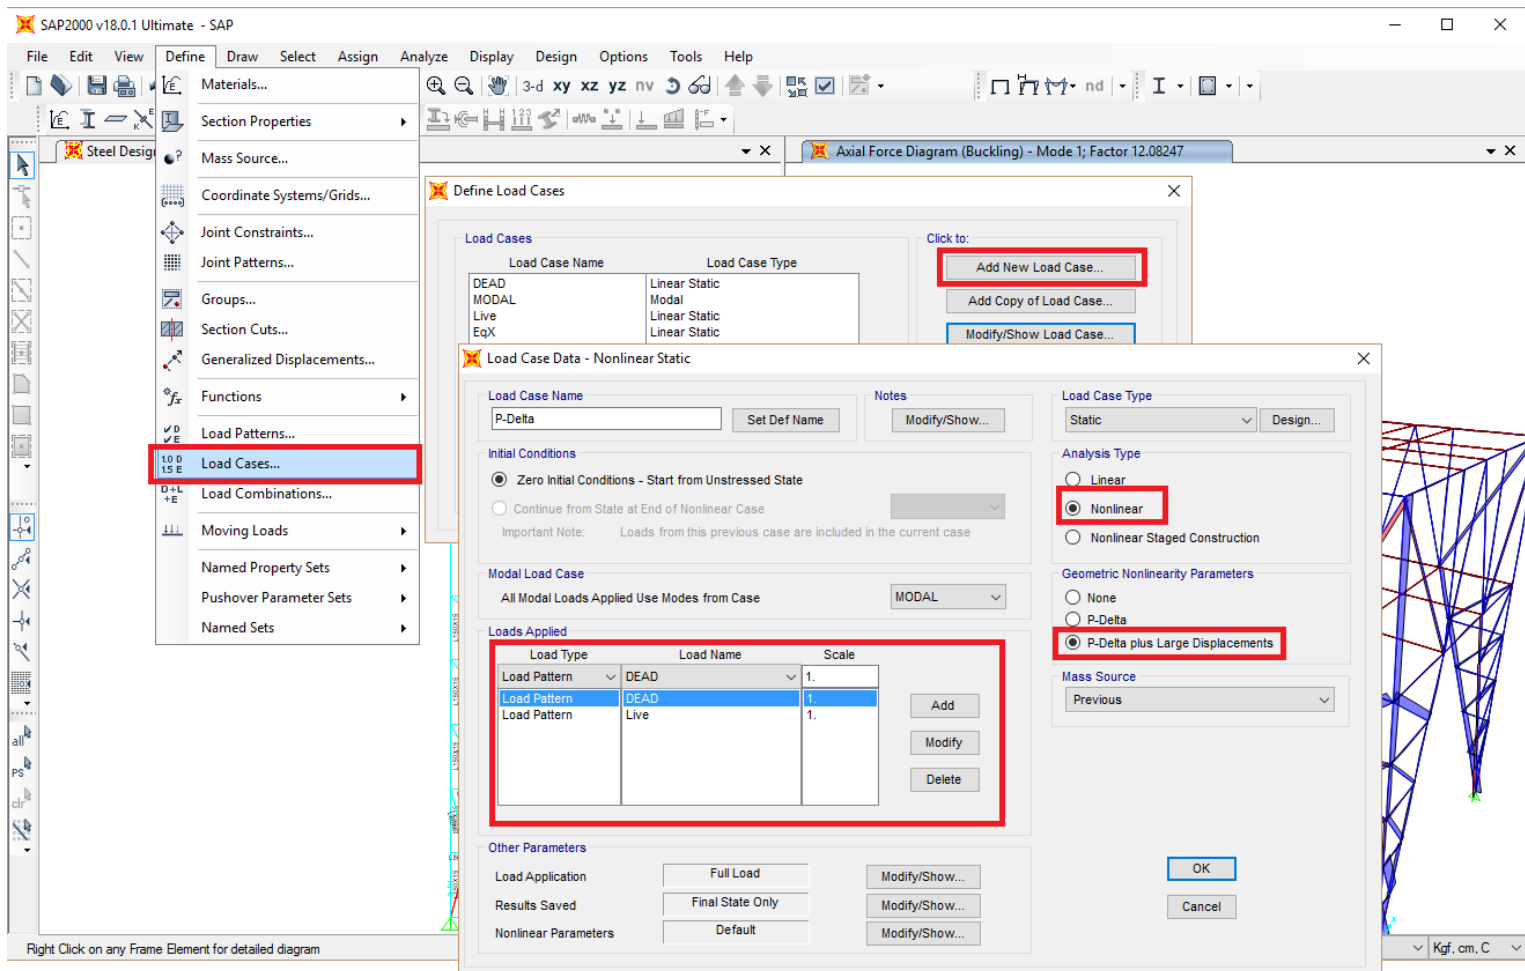 SAP2000 v18.0.1 Ultimate - SAP
File Edit View Define Draw Select Assign Analyze Display Design Options Tools Help
3-d xy xz yz nv
nd
Steel Desig
Axial Force Diagram (Buckling) - Mode 1; Factor 12.08247
Materials...
Section Properties
Mass Source...
Coordinate Systems/Grids...
Joint Constraints...
Joint Patterns...
Groups...
Section Cuts...
Generalized Displacements...
Functions
Load Patterns...
Load Cases...
Load Combinations...
Moving Loads
Named Property Sets
Pushover Parameter Sets
Named Sets
all
PS
clr
Define Load Cases
Load Cases
Load Case Name Load Case Type
DEAD Linear Static
MODAL Modal
Live Linear Static
EqX Linear Static
Click to:
Add New Load Case...
Add Copy of Load Case...
Modify/Show Load Case...
Load Case Data - Nonlinear Static
Load Case Name
P-Delta
Set Def Name
Notes
Modify/Show...
Load Case Type
Static
Design...
Initial Conditions
Zero Initial Conditions - Start from Unstressed State
Continue from State at End of Nonlinear Case
Important Note: Loads from this previous case are included in the current case
Analysis Type
Linear
Nonlinear
Nonlinear Staged Construction
Modal Load Case
All Modal Loads Applied Use Modes from Case
MODAL
Geometric Nonlinearity Parameters
None
P-Delta
P-Delta plus Large Displacements
Loads Applied
Load Type Load Name Scale
Load Pattern DEAD 1.
Load Pattern DEAD 1.
Load Pattern Live 1.
Add
Modify
Delete
Mass Source
Previous
Other Parameters
Load Application Full Load Modify/Show...
Results Saved Final State Only Modify/Show...
Nonlinear Parameters Default Modify/Show...
OK
Cancel
Right Click on any Frame Element for detailed diagram
Kgf, cm, C